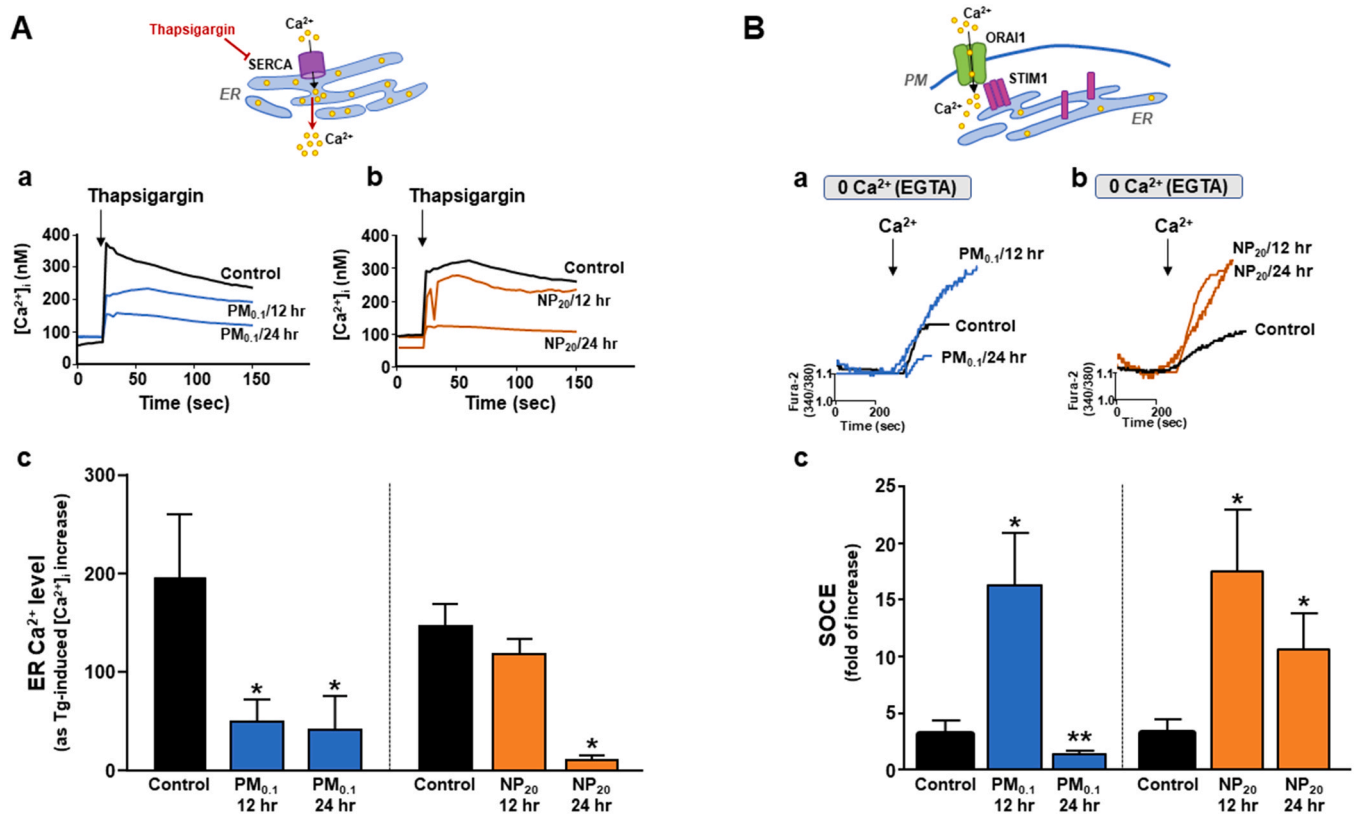 A
Thapsigargin
Ca²⁺
SERCA
ER
Ca²⁺
a
Thapsigargin
[Ca²⁺]ᵢ (nM)
400
300
200
100
0
Control
PM₀.₁/12 hr
PM₀.₁/24 hr
0 50 100 150
Time (sec)
b
Thapsigargin
[Ca²⁺]ᵢ (nM)
400
300
200
100
0
Control
NP₂₀/12 hr
NP₂₀/24 hr
0 50 100 150
Time (sec)
c
ER Ca²⁺ level
(as Tg-induced [Ca²⁺]ᵢ increase)
300
200
100
0
* * *
Control PM₀.₁ 12 hr PM₀.₁ 24 hr Control NP₂₀ 12 hr NP₂₀ 24 hr
B
Ca²⁺
ORAI1
STIM1
PM
Ca²⁺
ER
a
0 Ca²⁺ (EGTA)
Ca²⁺
PM₀.₁/12 hr
Control
PM₀.₁/24 hr
Fura-2
(340/380)
1.1
1.0
0 200
Time (sec)
b
0 Ca²⁺ (EGTA)
Ca²⁺
NP₂₀/12 hr
NP₂₀/24 hr
Control
Fura-2
(340/380)
1.1
1.0
0 200
Time (sec)
c
SOCE
(fold of increase)
25
20
15
10
5
0
* ** * *
Control PM₀.₁ 12 hr PM₀.₁ 24 hr Control NP₂₀ 12 hr NP₂₀ 24 hr